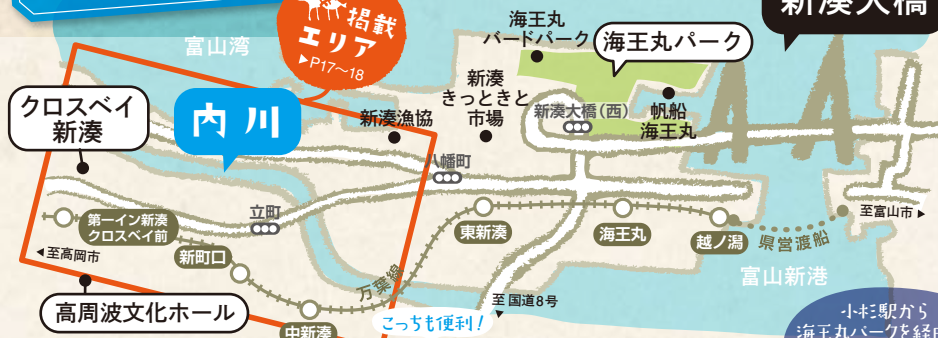 掲載
エリア
▶P17〜18
富山湾
新湊大橋
海王丸
バードパーク
海王丸パーク
クロスベイ
新湊
内川
新湊漁協
新湊
きっときと
市場
新湊大橋(西)
帆船
海王丸
八幡町
立町
第一イン新湊
クロスベイ前
◀至高岡市
新町口
東新湊
海王丸
越ノ潟
県営渡船
至富山市▶
富山新港
万葉線
高周波文化ホール
中新湊
こっちも便利!
至国道8号
小杉駅から
海王丸パークを経由